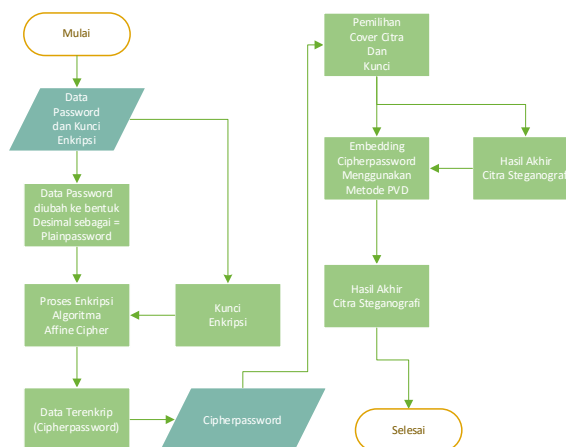 Mulai
Data
Password
dan Kunci
Enkripsi
Data Password
diubah ke bentuk
Desimal sebagai =
Plainpassword
Proses Enkripsi
Algoritma
Affine Cipher
Kunci
Enkripsi
Data Terenkrip
(Cipherpassword)
Cipherpassword
Pemilihan
Cover Citra
Dan
Kunci
Embedding
Cipherpassword
Menggunakan
Metode PVD
Hasil Akhir
Citra Steganografi
Hasil Akhir
Citra Steganografi
Selesai